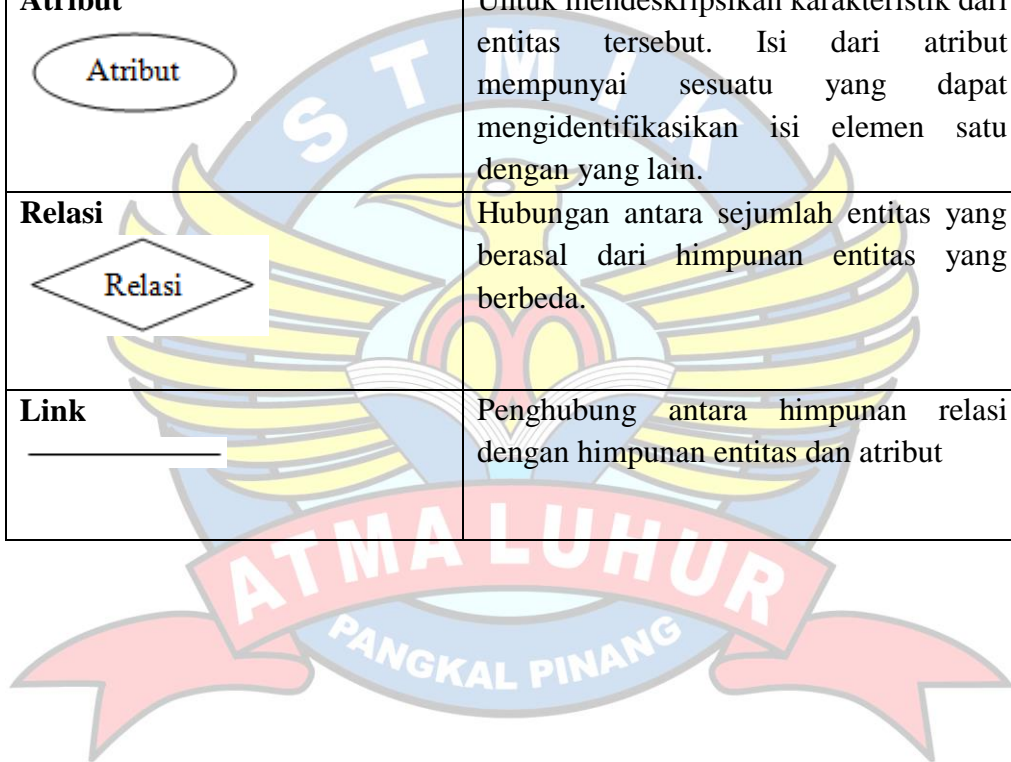 Atribut
Untuk mendeskripsikan karakteristik dari
entitas tersebut. Isi dari atribut
mempunyai sesuatu yang dapat
mengidentifikasikan isi elemen satu
dengan yang lain.
Atribut
Relasi
Hubungan antara sejumlah entitas yang
berasal dari himpunan entitas yang
berbeda.
Relasi
Link
Penghubung antara himpunan relasi
dengan himpunan entitas dan atribut
STMIK
ATMA LUHUR
PANGKAL PINANG